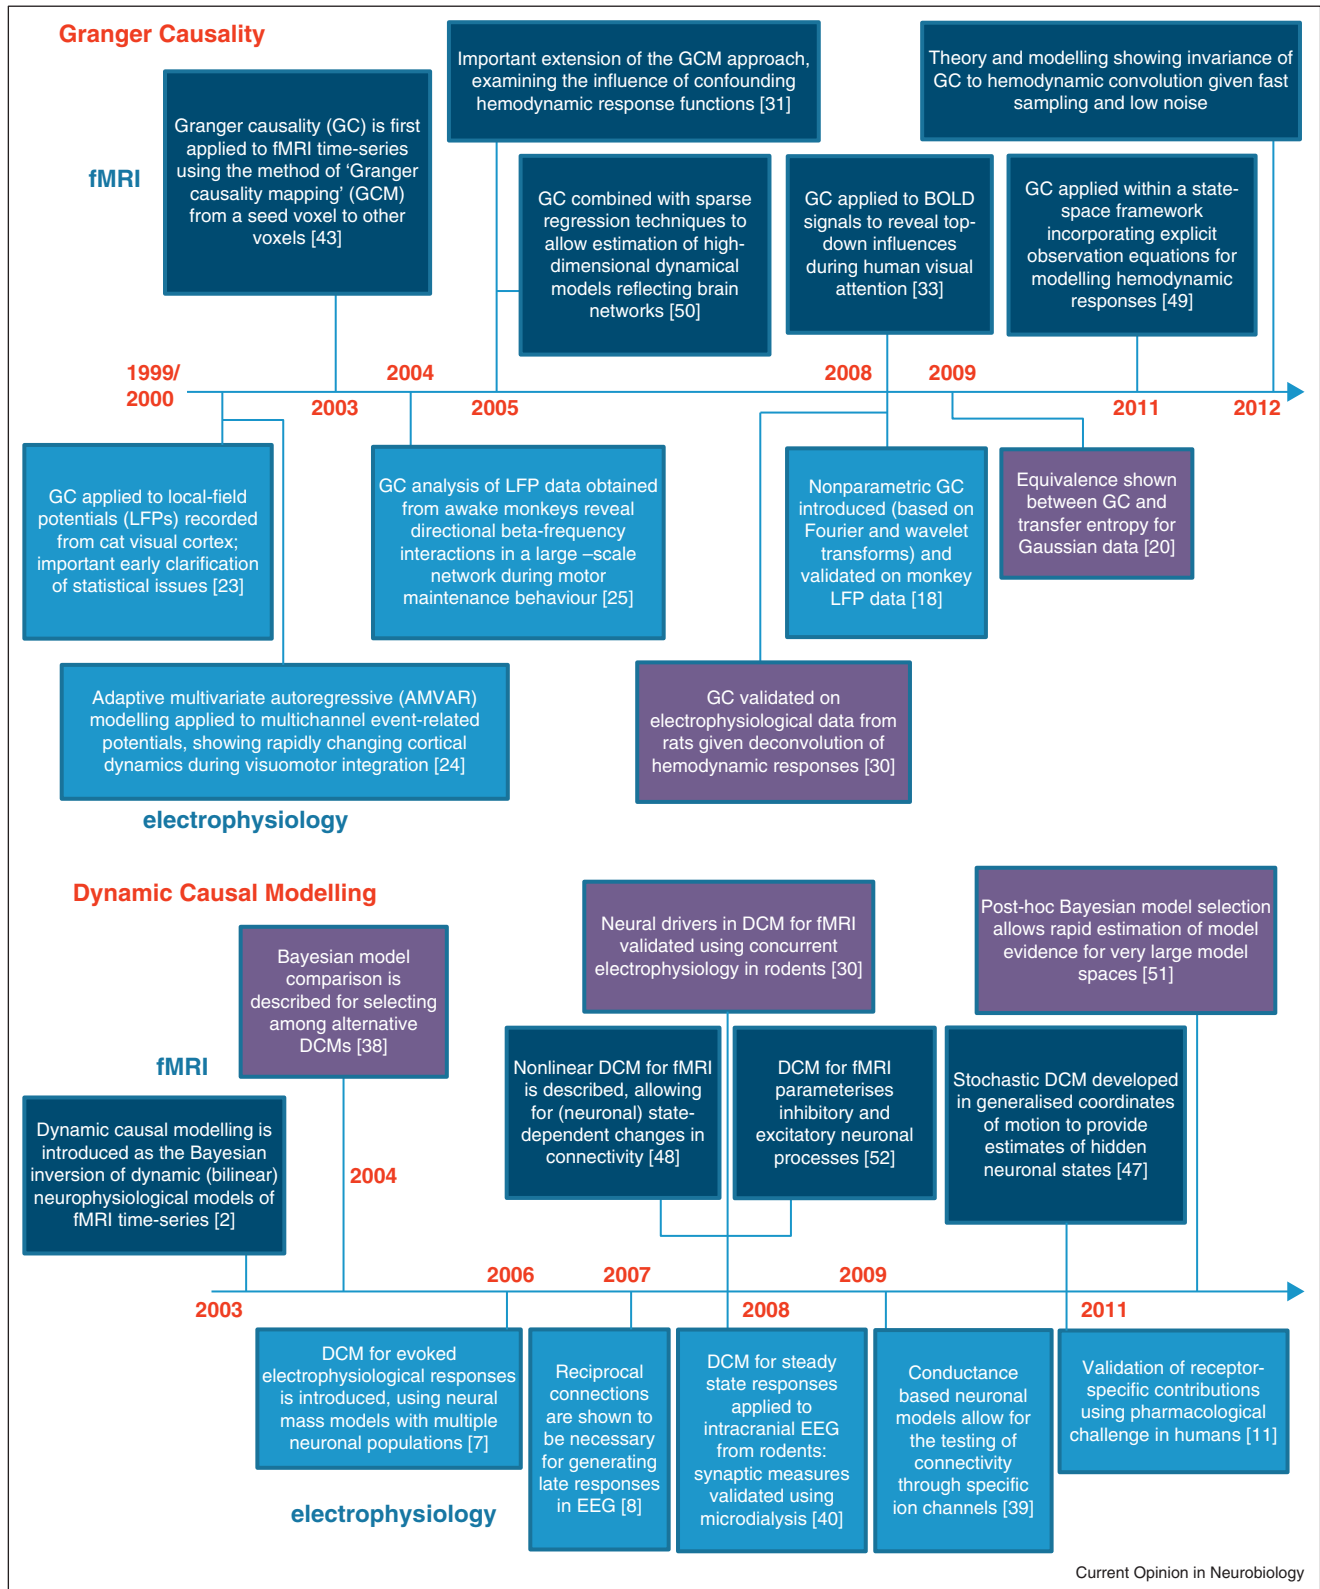 Granger Causality
fMRI
Granger causality (GC) is first
applied to fMRI time-series
using the method of ‘Granger
causality mapping’ (GCM)
from a seed voxel to other
voxels [43]
Important extension of the GCM approach,
examining the influence of confounding
hemodynamic response functions [31]
GC combined with sparse
regression techniques to
allow estimation of high-
dimensional dynamical
models reflecting brain
networks [50]
GC applied to BOLD
signals to reveal top-
down influences
during human visual
attention [33]
Theory and modelling showing invariance of
GC to hemodynamic convolution given fast
sampling and low noise
GC applied within a state-
space framework
incorporating explicit
observation equations for
modelling hemodynamic
responses [49]
1999/
2000
2003
2004
2005
2008
2009
2011
2012
GC applied to local-field
potentials (LFPs) recorded
from cat visual cortex;
important early clarification
of statistical issues [23]
GC analysis of LFP data obtained
from awake monkeys reveal
directional beta-frequency
interactions in a large –scale
network during motor
maintenance behaviour [25]
Nonparametric GC
introduced (based on
Fourier and wavelet
transforms) and
validated on monkey
LFP data [18]
Equivalence shown
between GC and
transfer entropy for
Gaussian data [20]
Adaptive multivariate autoregressive (AMVAR)
modelling applied to multichannel event-related
potentials, showing rapidly changing cortical
dynamics during visuomotor integration [24]
GC validated on
electrophysiological data from
rats given deconvolution of
hemodynamic responses [30]
electrophysiology
Dynamic Causal Modelling
fMRI
Dynamic causal modelling is
introduced as the Bayesian
inversion of dynamic (bilinear)
neurophysiological models of
fMRI time-series [2]
Bayesian model
comparison is
described for selecting
among alternative
DCMs [38]
Neural drivers in DCM for fMRI
validated using concurrent
electrophysiology in rodents [30]
Nonlinear DCM for fMRI
is described, allowing
for (neuronal) state-
dependent changes in
connectivity [48]
DCM for fMRI
parameterises
inhibitory and
excitatory neuronal
processes [52]
Post-hoc Bayesian model selection
allows rapid estimation of model
evidence for very large model
spaces [51]
Stochastic DCM developed
in generalised coordinates
of motion to provide
estimates of hidden
neuronal states [47]
2003
2004
2006
2007
2008
2009
2011
DCM for evoked
electrophysiological responses
is introduced, using neural
mass models with multiple
neuronal populations [7]
Reciprocal
connections
are shown to
be necessary
for generating
late responses
in EEG [8]
DCM for steady
state responses
applied to
intracranial EEG
from rodents:
synaptic measures
validated using
microdialysis [40]
Conductance
based neuronal
models allow for
the testing of
connectivity
through specific
ion channels [39]
Validation of receptor-
specific contributions
using pharmacological
challenge in humans [11]
electrophysiology
Current Opinion in Neurobiology